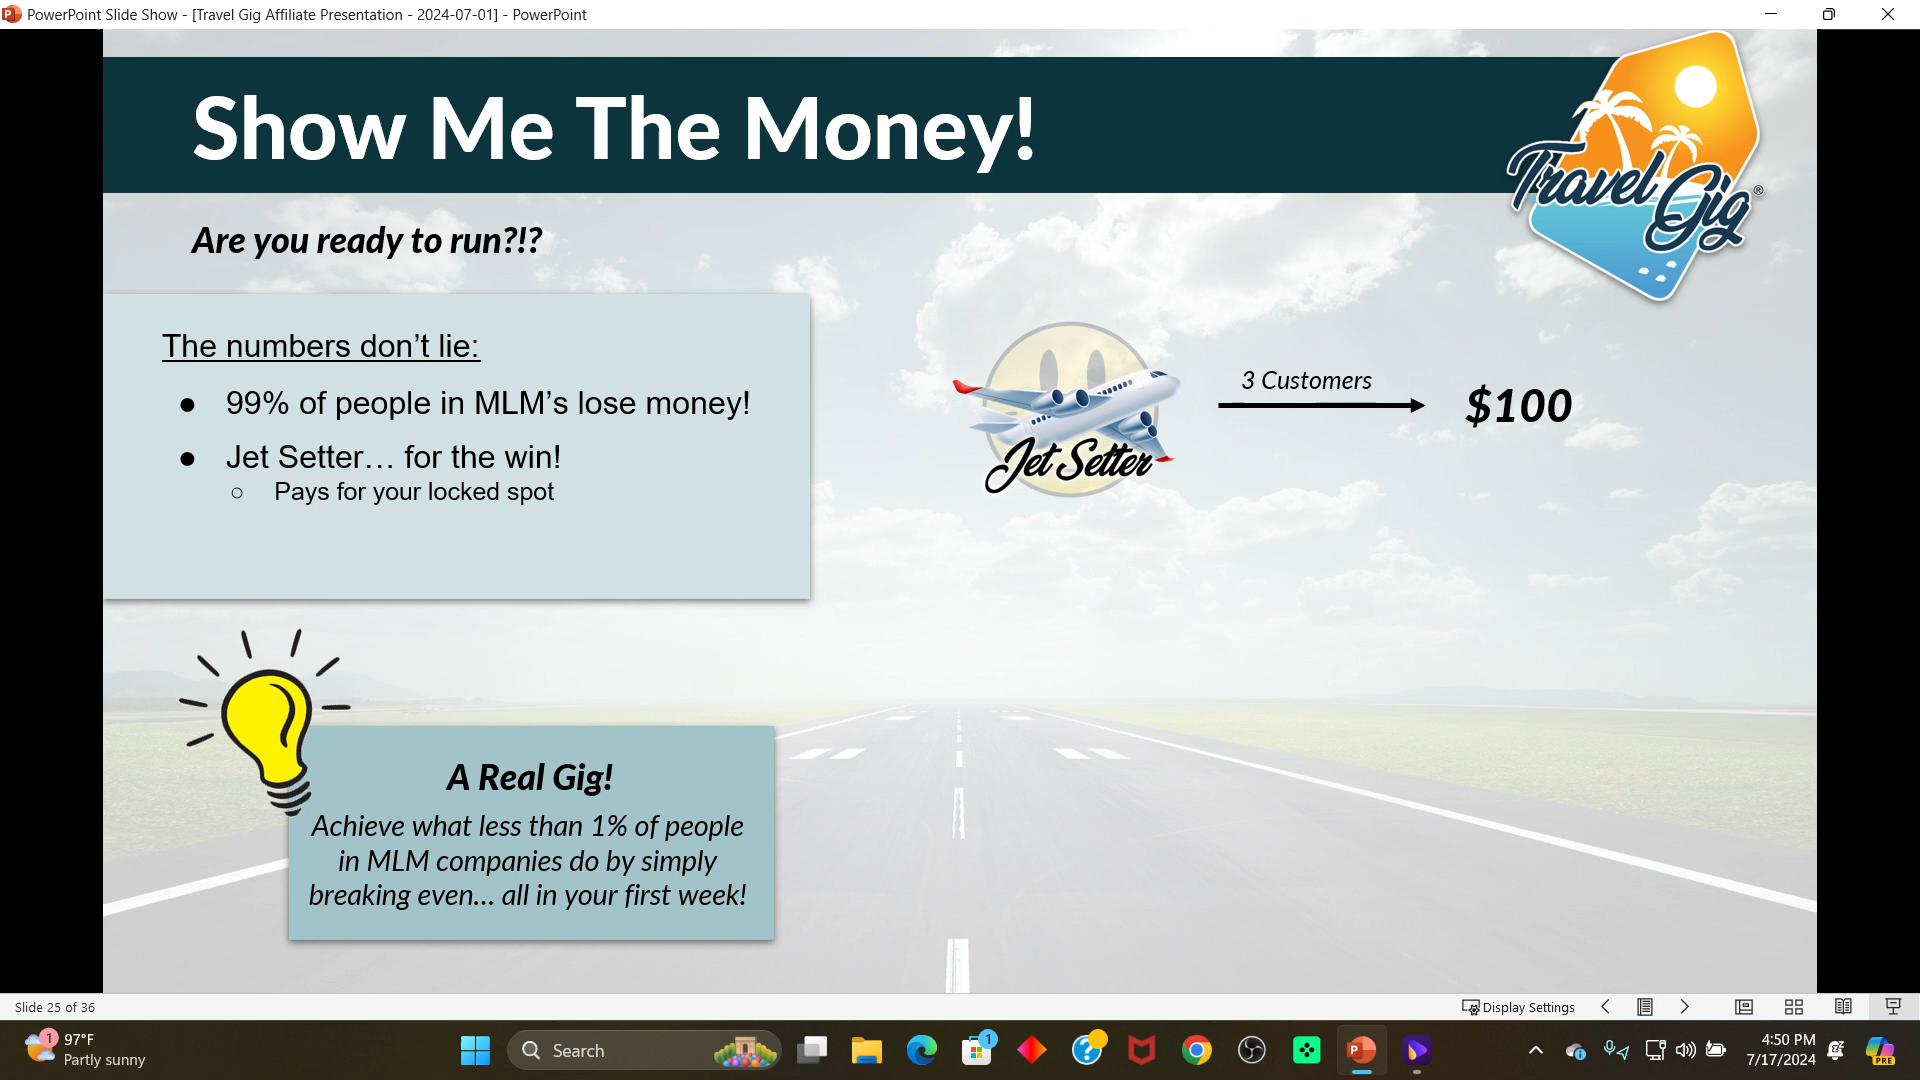 PowerPoint Slide Show - [Travel Gig Affiliate Presentation - 2024-07-01] - PowerPoint
Show Me The Money!
Travel Gig®
Are you ready to run?!?
The numbers don’t lie:
● 99% of people in MLM’s lose money!
● Jet Setter… for the win!
○ Pays for your locked spot
Jet Setter
3 Customers
$100
A Real Gig!
Achieve what less than 1% of people
in MLM companies do by simply
breaking even... all in your first week!
Slide 25 of 36
Display Settings
1
97°F
Partly sunny
Search
1
4:50 PM
7/17/2024
PRE